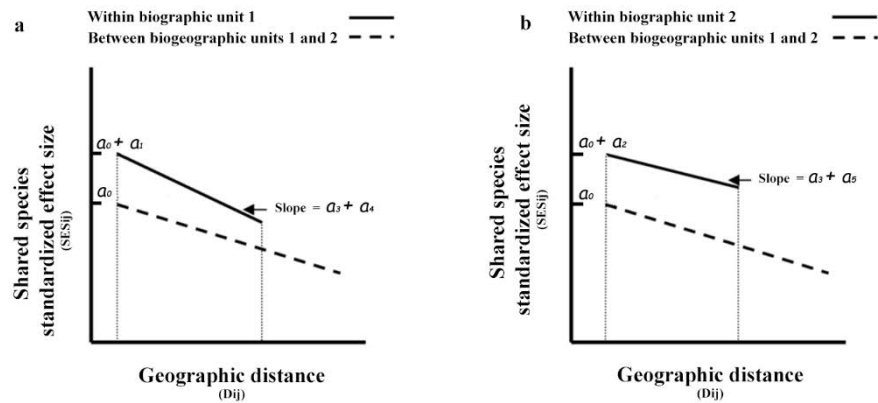 a
Within biographic unit 1
Between biogeographic units 1 and 2
a₀ + a₁
a₀
Slope = a₃ + a₄
Shared species
standardized effect size
(SESij)
Geographic distance
(Dij)
b
Within biogeographic unit 2
Between biogeographic units 1 and 2
a₀ + a₂
a₀
Slope = a₃ + a₅
Shared species
standardized effect size
(SESij)
Geographic distance
(Dij)